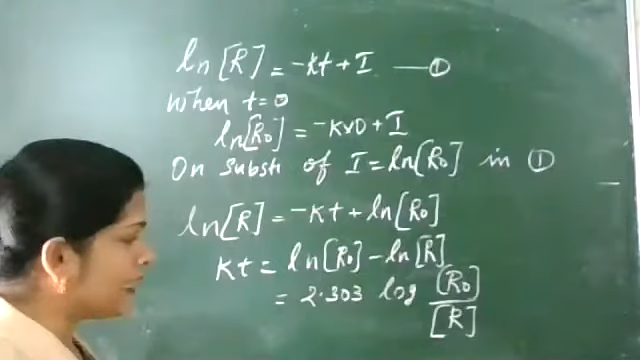 ln[R] = -kt + I —①
When t=0
ln[R₀] = -k×0 + I
On Substi of I = ln[R₀] in ①
ln[R] = -kt + ln[R₀]
kt = ln[R₀] - ln[R]
= 2.303 log [R₀]/[R]